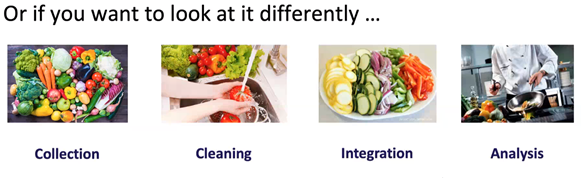 Or if you want to look at it differently ...
Collection
Cleaning
Integration
Analysis